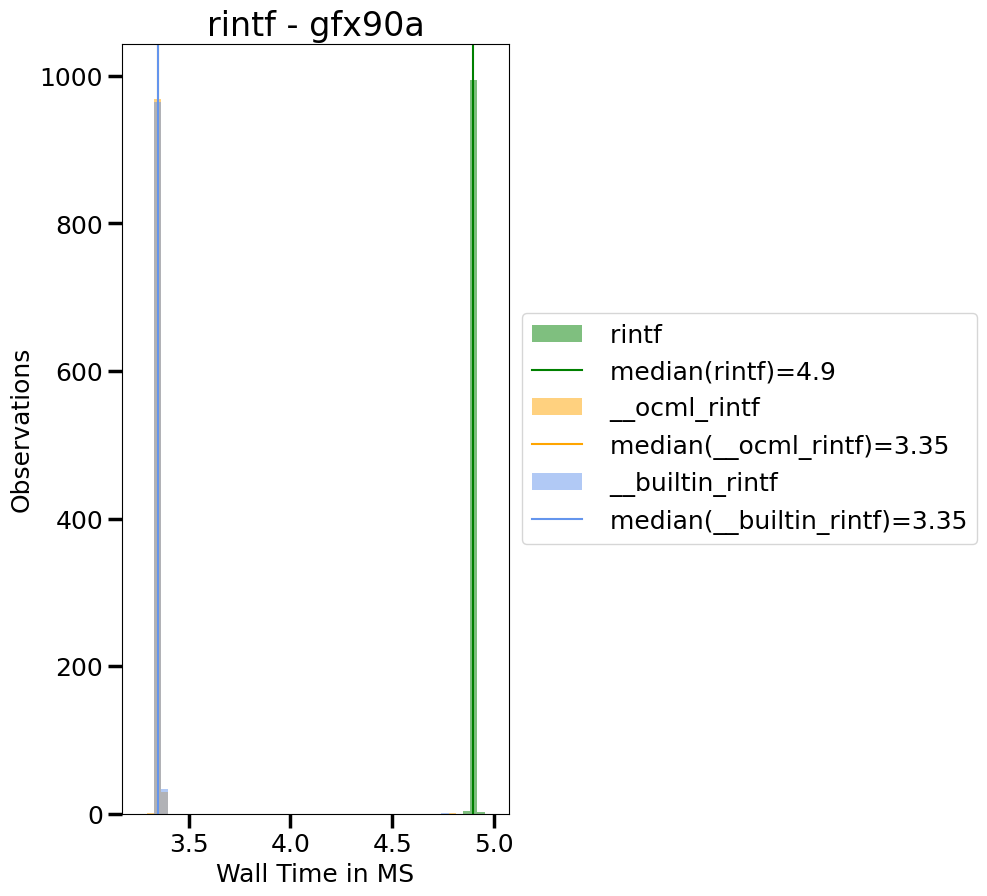 rintf - gfx90a
1000
800
600
400
200
0
Observations
3.5
4.0
4.5
5.0
Wall Time in MS
rintf
median(rintf)=4.9
__ocml_rintf
median(__ocml_rintf)=3.35
__builtin_rintf
median(__builtin_rintf)=3.35